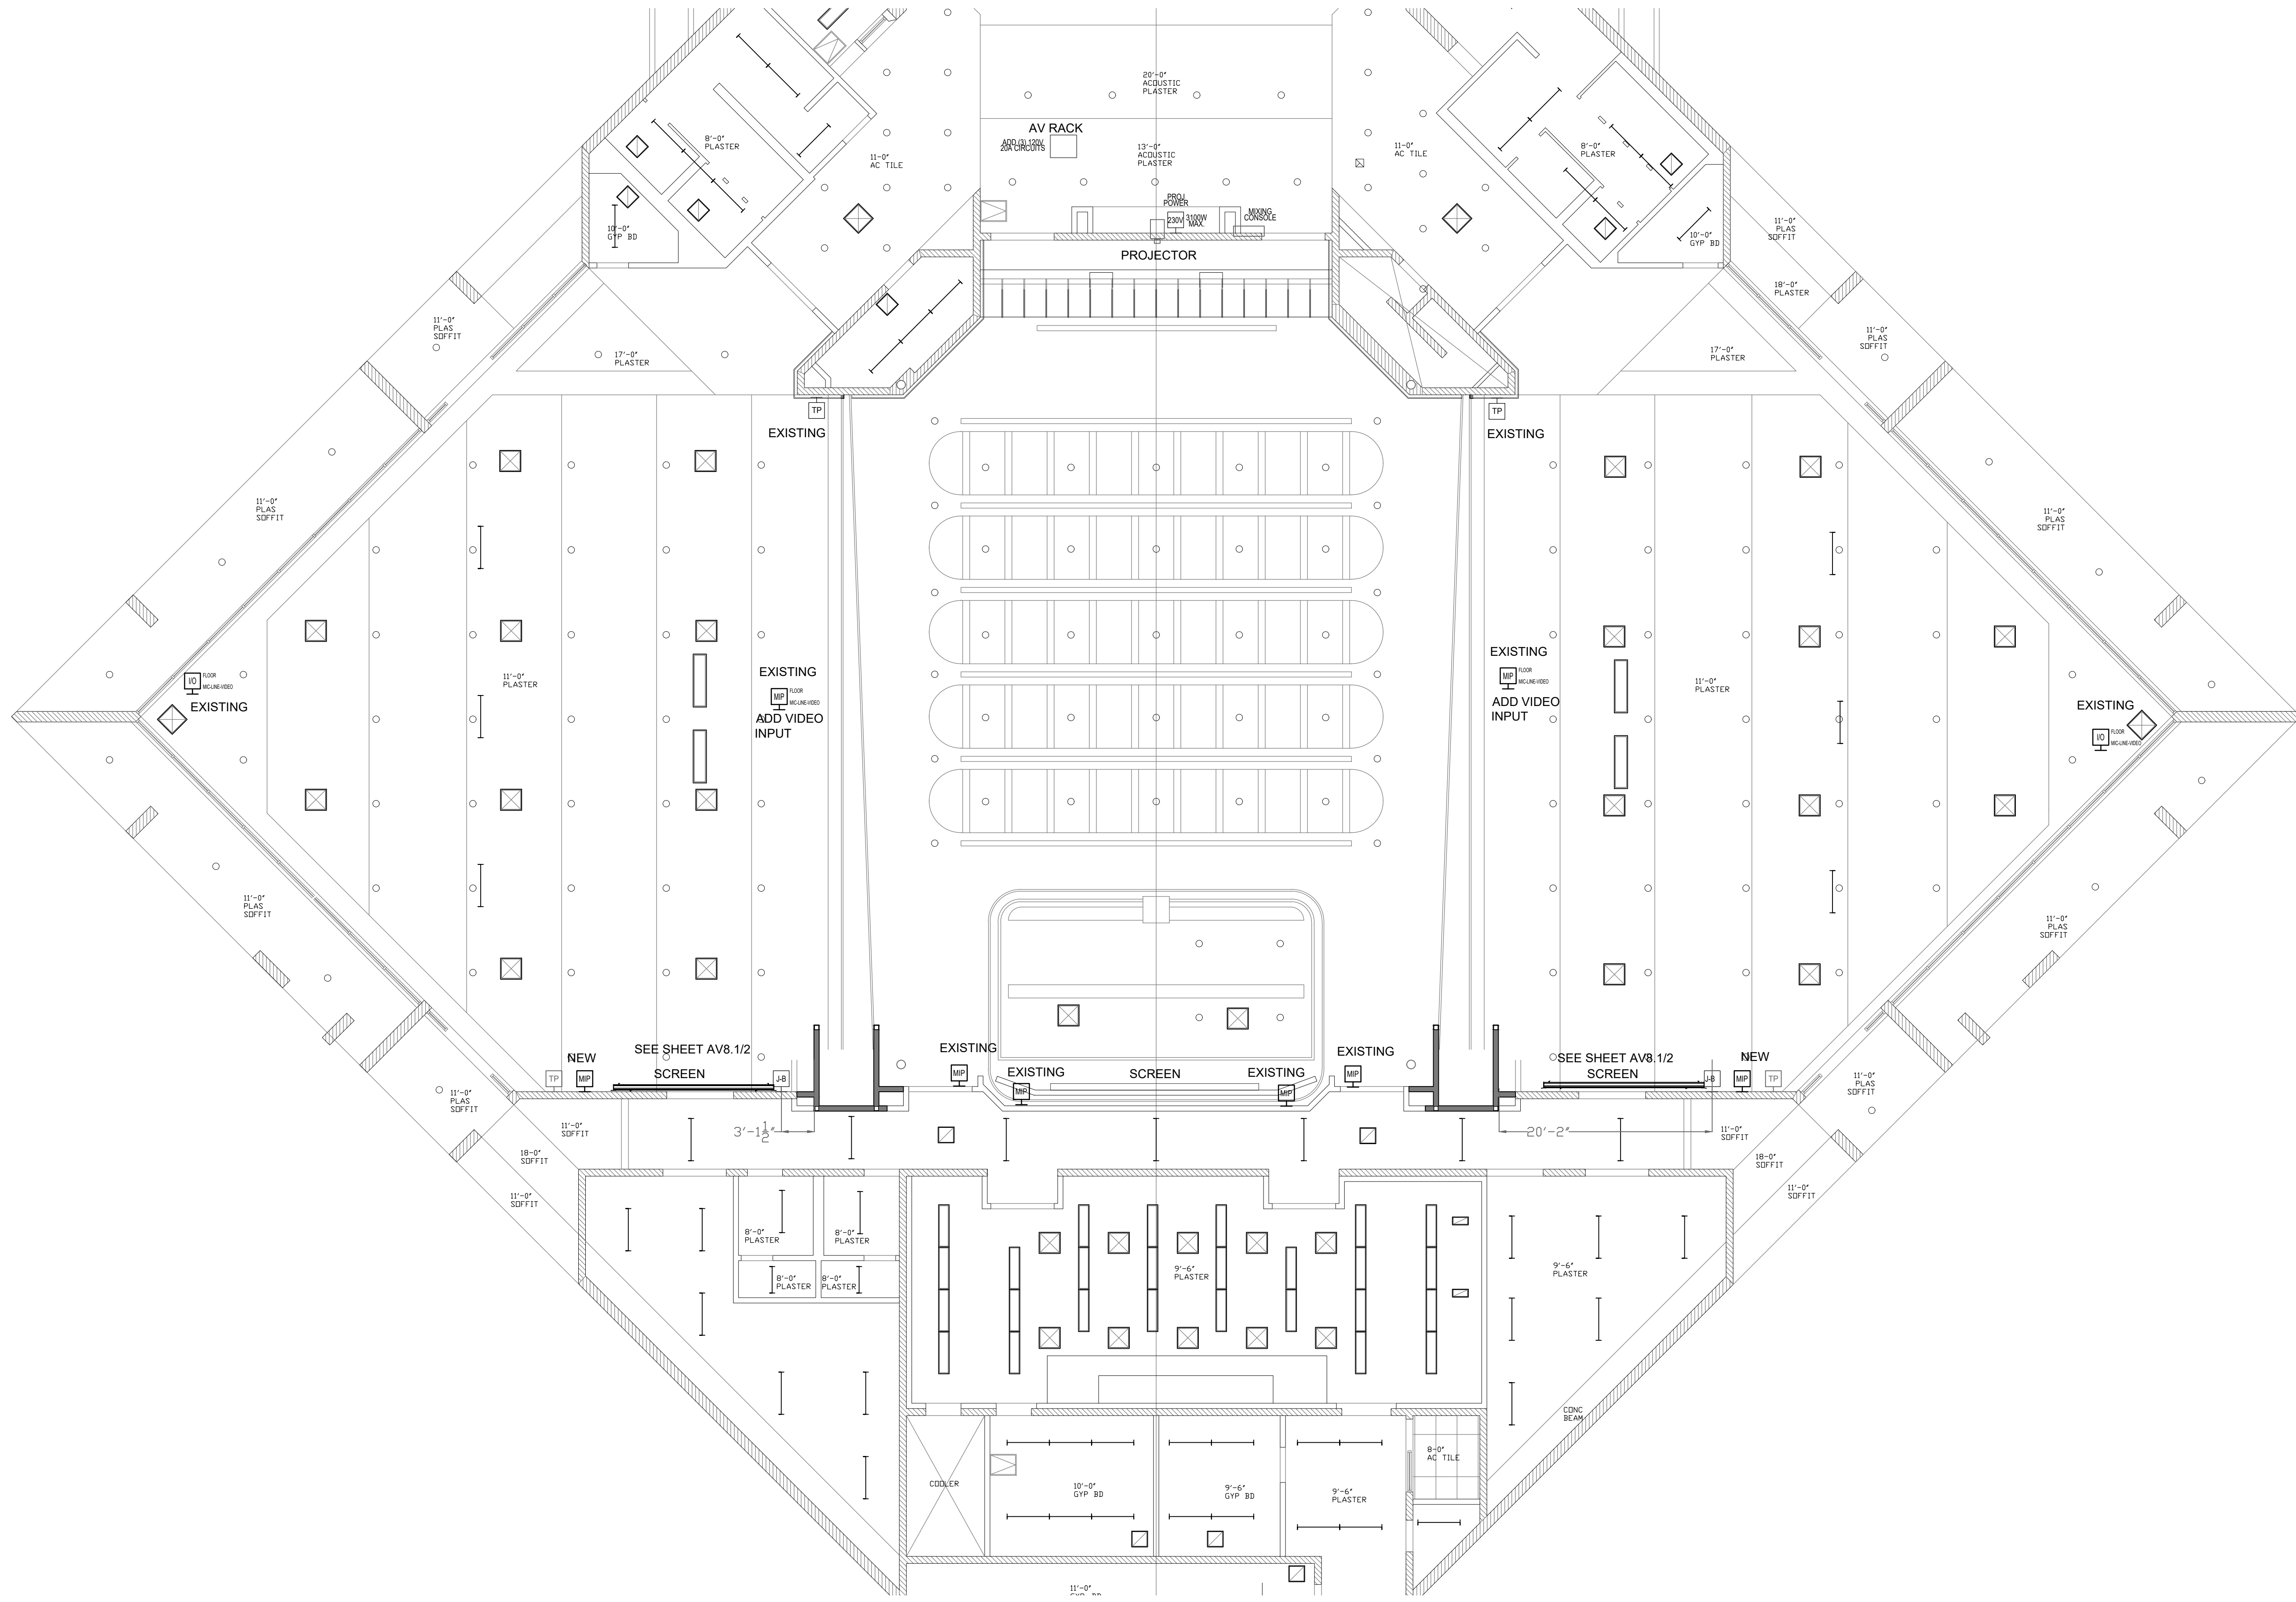 20'-0"
ACOUSTIC
PLASTER
AV RACK
ADD (3) 120V
20A CIRCUITS
13'-0"
ACOUSTIC
PLASTER
8'-0"
PLASTER
11-0"
AC TILE
11-0"
AC TILE
8'-0"
PLASTER
PROJ
POWER
230V
3100W
MAX.
MIXING
CONSOLE
PROJECTOR
10'-0"
GYP BD
10'-0"
GYP BD
11'-0"
PLAS
SOFFIT
18'-0"
PLASTER
11'-0"
PLAS
SOFFIT
11'-0"
PLAS
SOFFIT
17'-0"
PLASTER
17'-0"
PLASTER
TP
EXISTING
TP
EXISTING
11'-0"
PLAS
SOFFIT
11'-0"
PLAS
SOFFIT
I/O
FLOOR
MIC-LINE-VIDEO
EXISTING
11'-0"
PLASTER
EXISTING
MIP
FLOOR
MIC-LINE-VIDEO
ADD VIDEO
INPUT
EXISTING
MIP
FLOOR
MIC-LINE-VIDEO
ADD VIDEO
INPUT
11'-0"
PLASTER
EXISTING
I/O
FLOOR
MIC-LINE-VIDEO
11'-0"
PLAS
SOFFIT
11'-0"
PLAS
SOFFIT
SEE SHEET AV8.1/2
NEW
SCREEN
TP
MIP
J-B
EXISTING
MIP
EXISTING
MIP
SCREEN
EXISTING
MIP
EXISTING
MIP
SEE SHEET AV8.1/2
SCREEN
NEW
J-B
MIP
TP
11'-0"
PLAS
SOFFIT
11'-0"
PLAS
SOFFIT
11'-0"
SOFFIT
3'-1 1/2"
20'-2"
11'-0"
SOFFIT
18-0"
SOFFIT
18-0"
SOFFIT
11'-0"
SOFFIT
11'-0"
SOFFIT
8'-0"
PLASTER
8'-0"
PLASTER
8'-0"
PLASTER
8'-0"
PLASTER
9'-6"
PLASTER
9'-6"
PLASTER
CONC
BEAM
8-0"
AC TILE
COOLER
10'-0"
GYP BD
9'-6"
GYP BD
9'-6"
PLASTER
11'-0"
GYP BD